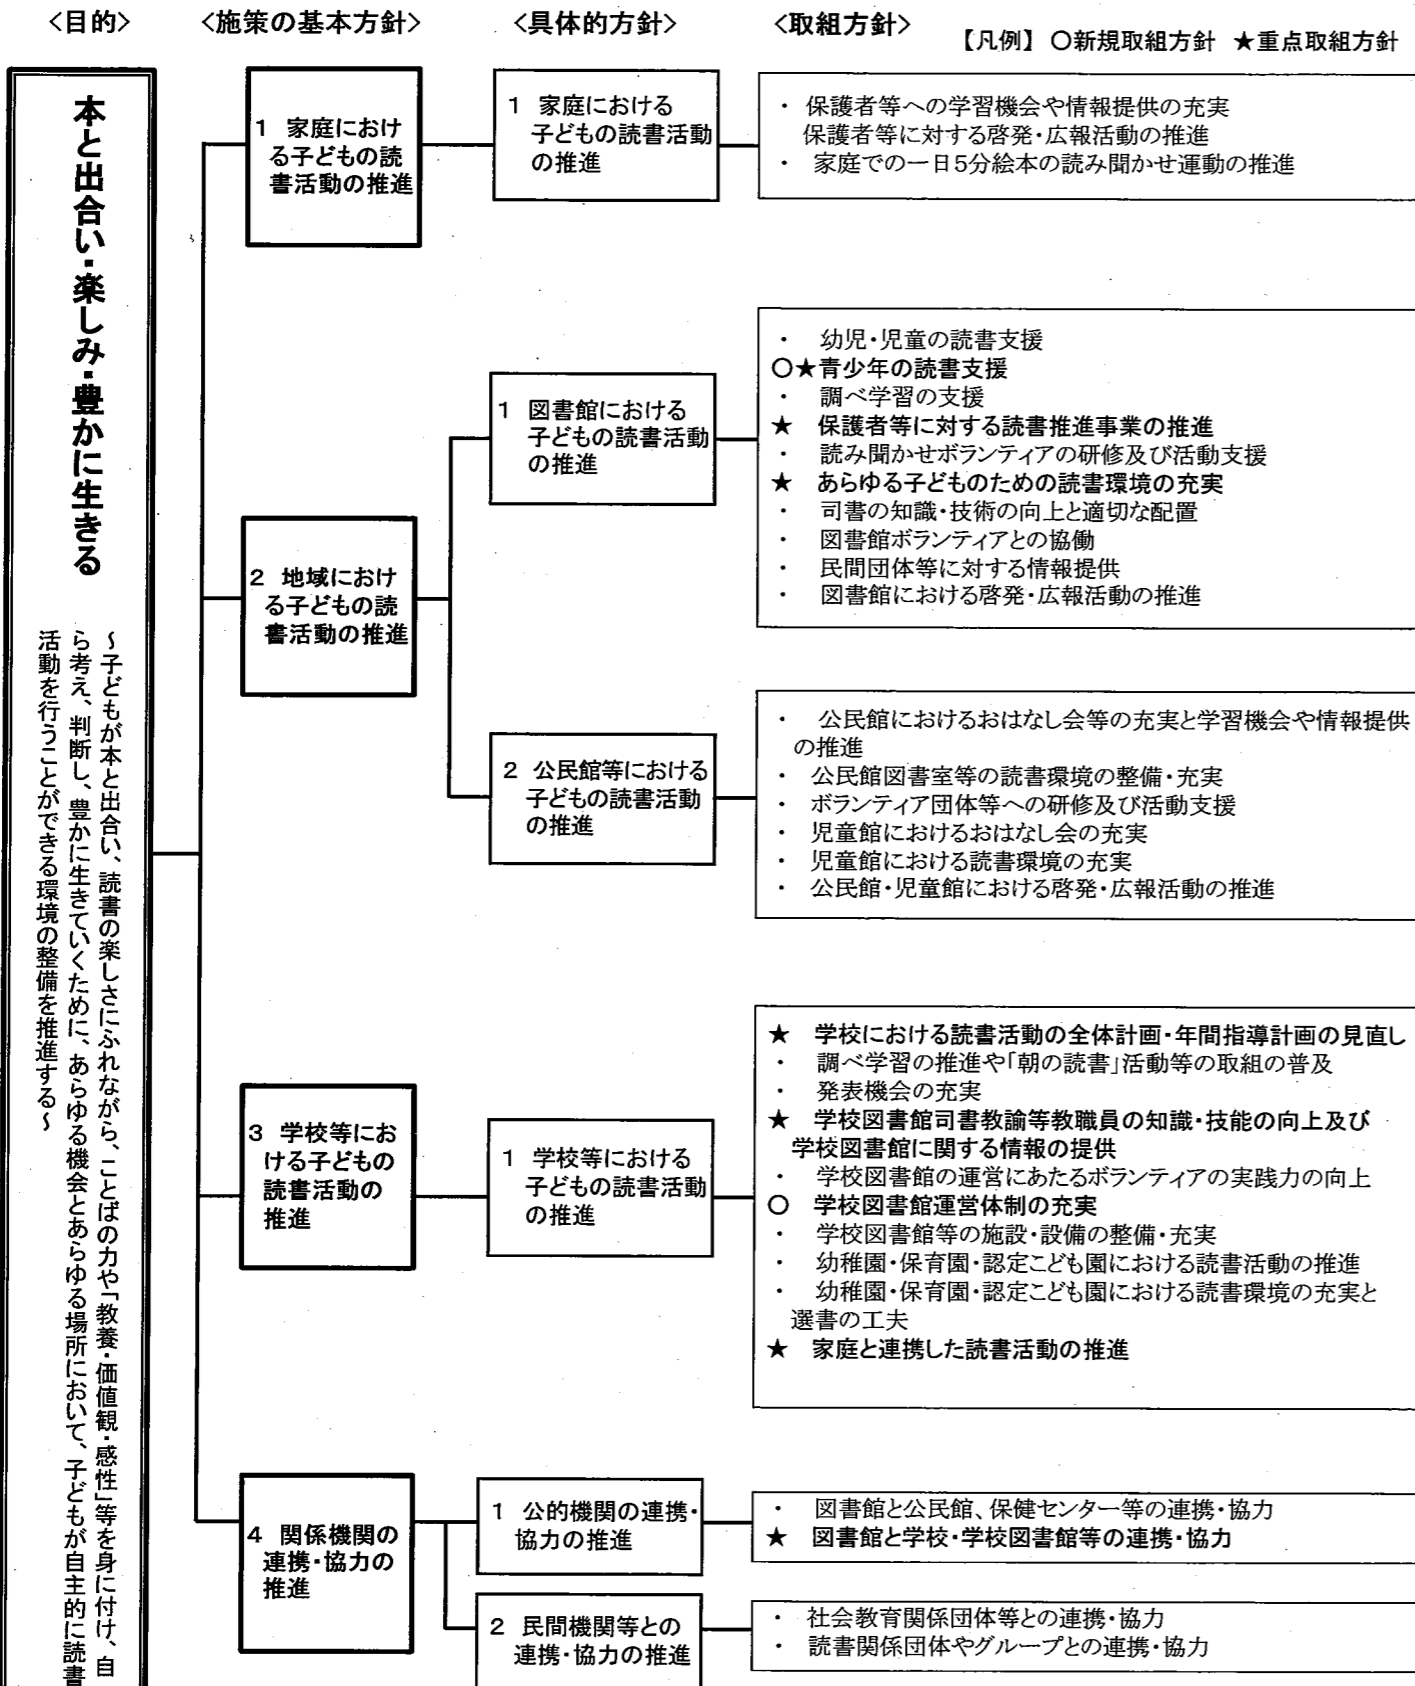 <目的>
<施策の基本方針>
<具体的方針>
<取組方針>
【凡例】 ○新規取組方針 ★重点取組方針
本と出合い・楽しみ・豊かに生きる
~子どもが本と出合い、読書の楽しさにふれながら、ことばの力や「教養・価値観・感性」等を身に付け、自
ら考え、判断し、豊かに生きていくために、あらゆる機会とあらゆる場所において、子どもが自主的に読書
活動を行うことができる環境の整備を推進する~
1 家庭におけ
る子どもの読
書活動の推進
1 家庭における
子どもの読書活動
の推進
・ 保護者等への学習機会や情報提供の充実
保護者等に対する啓発・広報活動の推進
・ 家庭での一日5分絵本の読み聞かせ運動の推進
2 地域におけ
る子どもの読
書活動の推進
1 図書館における
子どもの読書活動
の推進
・ 幼児・児童の読書支援
○★青少年の読書支援
・ 調べ学習の支援
★ 保護者等に対する読書推進事業の推進
・ 読み聞かせボランティアの研修及び活動支援
★ あらゆる子どものための読書環境の充実
・ 司書の知識・技術の向上と適切な配置
・ 図書館ボランティアとの協働
・ 民間団体等に対する情報提供
・ 図書館における啓発・広報活動の推進
2 公民館等における
子どもの読書活動
の推進
・ 公民館におけるおはなし会等の充実と学習機会や情報提供
の推進
・ 公民館図書室等の読書環境の整備・充実
・ ボランティア団体等への研修及び活動支援
・ 児童館におけるおはなし会の充実
・ 児童館における読書環境の充実
・ 公民館・児童館における啓発・広報活動の推進
3 学校等にお
ける子どもの
読書活動の
推進
1 学校等における
子どもの読書活動
の推進
★ 学校における読書活動の全体計画・年間指導計画の見直し
・ 調べ学習の推進や「朝の読書」活動等の取組の普及
・ 発表機会の充実
★ 学校図書館司書教諭等教職員の知識・技能の向上及び
学校図書館に関する情報の提供
・ 学校図書館の運営にあたるボランティアの実践力の向上
○ 学校図書館運営体制の充実
・ 学校図書館等の施設・設備の整備・充実
・ 幼稚園・保育園・認定こども園における読書活動の推進
・ 幼稚園・保育園・認定こども園における読書環境の充実と
選書の工夫
★ 家庭と連携した読書活動の推進
4 関係機関の
連携・協力の
推進
1 公的機関の連携・
協力の推進
・ 図書館と公民館、保健センター等の連携・協力
★ 図書館と学校・学校図書館等の連携・協力
2 民間機関等との
連携・協力の推進
・ 社会教育関係団体等との連携・協力
・ 読書関係団体やグループとの連携・協力